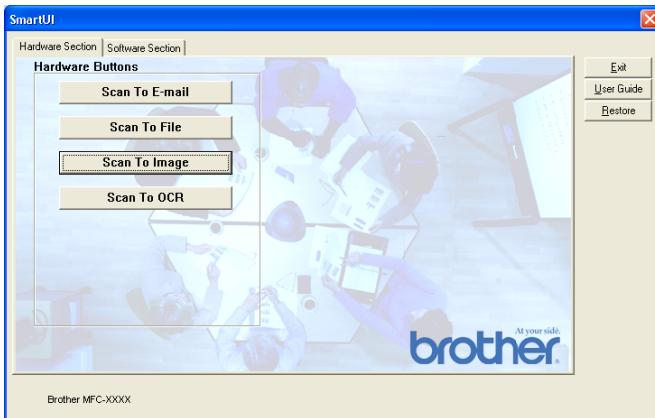 SmartUI
Hardware Section Software Section
Hardware Buttons
Scan To E-mail
Scan To File
Scan To Image
Scan To OCR
Exit
User Guide
Restore
At your side.
brother
Brother MFC-XXXX